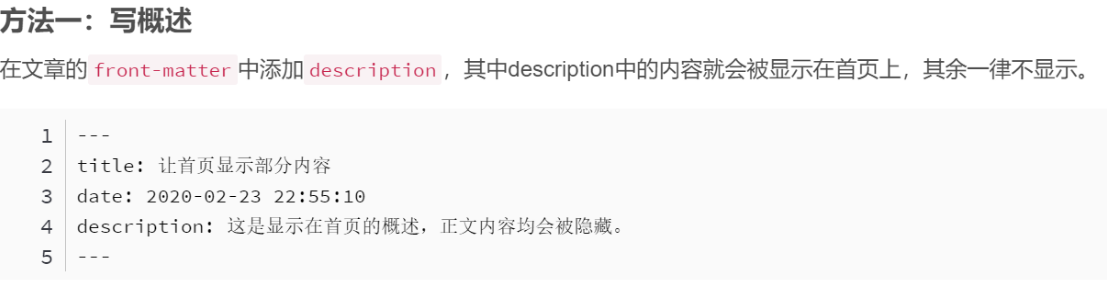 方法一：写概述
在文章的front-matter中添加description，其中description中的内容就会被显示在首页上，其余一律不显示。
1 ---
2 title: 让首页显示部分内容
3 date: 2020-02-23 22:55:10
4 description: 这是显示在首页的概述，正文内容均会被隐藏。
5 ---